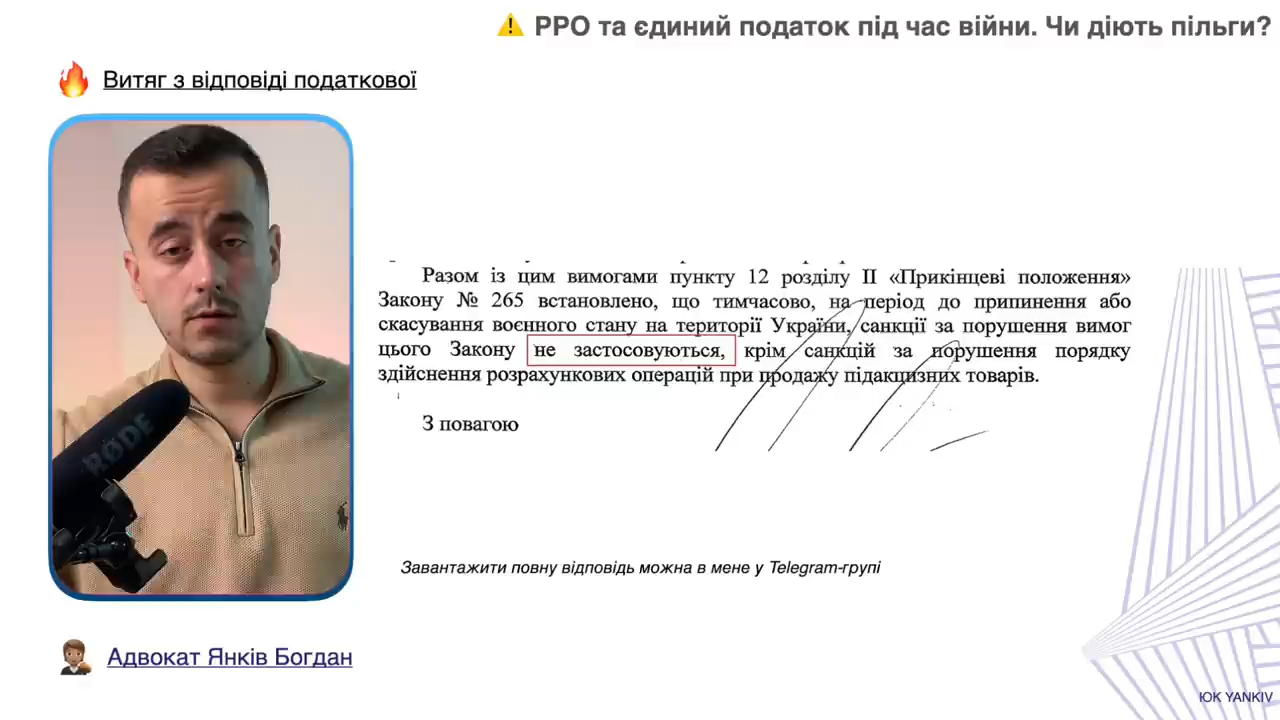 РРО та єдиний податок під час війни. Чи діють пільги?
Витяг з відповіді податкової
Разом із цим вимогами пункту 12 розділу ІІ «Прикінцеві положення»
Закону № 265 встановлено, що тимчасово, на період до припинення або
скасування воєнного стану на території України, санкції за порушення вимог
цього Закону не застосовуються, крім санкцій за порушення порядку
здійснення розрахункових операцій при продажу підакцизних товарів.
З повагою
RØDE
Завантажити повну відповідь можна в мене у Telegram-групі
Адвокат Янків Богдан
ЮК YANKIV